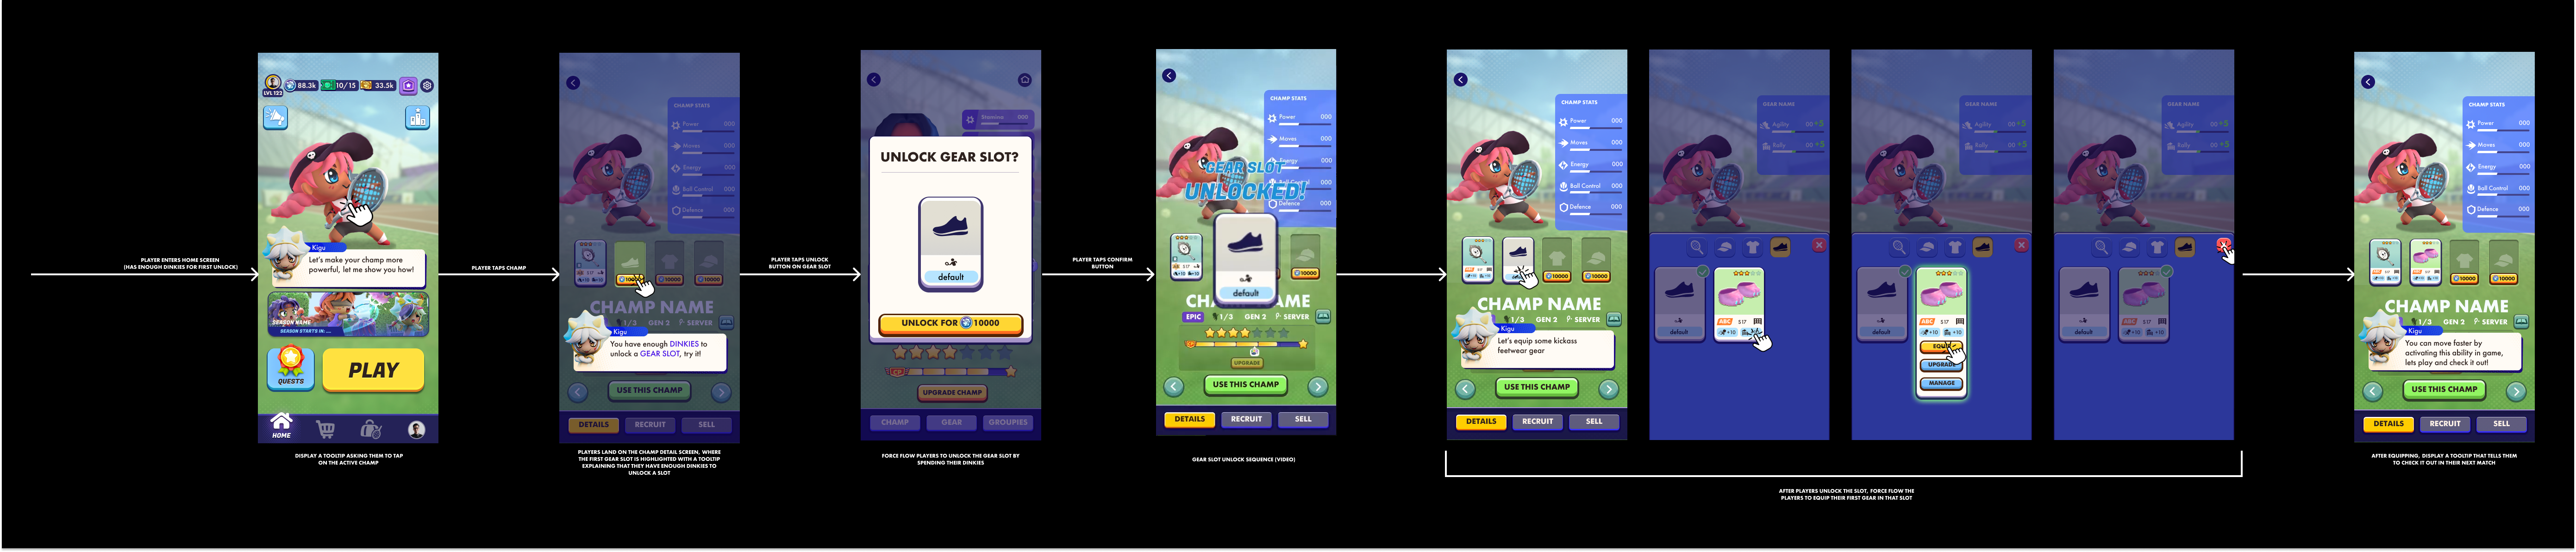 PLAYER ENTERS HOME SCREEN
(HAS ENOUGH DINKIES FOR FIRST UNLOCK)
LVL 122
88.3k
10/15
33.5k
Kigu
Let's make your champ more
powerful, let me show you how!
SEASON NAME
SEASON STARTS IN: ...
QUESTS
PLAY
HOME
DISPLAY A TOOLTIP ASKING THEM TO TAP
ON THE ACTIVE CHAMP
PLAYER TAPS CHAMP
CHAMP STATS
Power 000
Moves 000
Energy 000
Ball Control 000
Defence 000
10000
10000
CHAMP NAME
1/3 GEN 2 SERVER
Kigu
You have enough DINKIES to
unlock a GEAR SLOT, try it!
USE THIS CHAMP
DETAILS
RECRUIT
SELL
PLAYERS LAND ON THE CHAMP DETAIL SCREEN, WHERE
THE FIRST GEAR SLOT IS HIGHLIGHTED WITH A TOOLTIP
EXPLAINING THAT THEY HAVE ENOUGH DINKIES TO
UNLOCK A SLOT
PLAYER TAPS UNLOCK
BUTTON ON GEAR SLOT
Stamina 000
UNLOCK GEAR SLOT?
default
UNLOCK FOR 10000
UPGRADE CHAMP
CHAMP
GEAR
GROUPIES
FORCE FLOW PLAYERS TO UNLOCK THE GEAR SLOT BY
SPENDING THEIR DINKIES
PLAYER TAPS CONFIRM
BUTTON
CHAMP STATS
Power 000
Moves 000
Energy 000
Ball Control 000
Defence 000
GEAR SLOT
UNLOCKED!
default
10000
EPIC 1/3 GEN 2 SERVER
UPGRADE
USE THIS CHAMP
DETAILS
RECRUIT
SELL
GEAR SLOT UNLOCK SEQUENCE (VIDEO)
CHAMP STATS
Power 000
Moves 000
Energy 000
Ball Control 000
Defence 000
10000
10000
CHAMP NAME
1/3 GEN 2 SERVER
Kigu
Let's equip some kickass
feetwear gear
USE THIS CHAMP
DETAILS
RECRUIT
SELL
GEAR NAME
Agility 00 +5
Rally 00 +5
default
ABC 517
+10 +10
GEAR NAME
Agility 00 +5
Rally 00 +5
default
ABC 517
+10 +10
UPGRADE
MANAGE
GEAR NAME
Agility 00 +5
Rally 00 +5
default
ABC 517
+10 +10
AFTER PLAYERS UNLOCK THE SLOT, FORCE FLOW THE
PLAYERS TO EQUIP THEIR FIRST GEAR IN THAT SLOT
CHAMP STATS
Power 000
Moves 000
Energy 000
Ball Control 000
Defence 000
10000
10000
CHAMP NAME
1/3 GEN 2 SERVER
Kigu
You can move faster by
activating this ability in game,
lets play and check it out!
USE THIS CHAMP
DETAILS
RECRUIT
SELL
AFTER EQUIPPING, DISPLAY A TOOLTIP THAT TELLS THEM
TO CHECK IT OUT IN THEIR NEXT MATCH